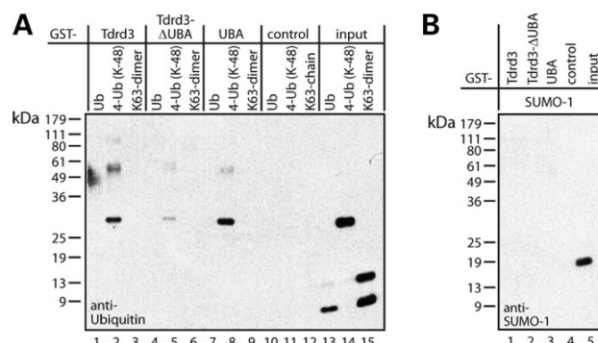 A
GST-
Tdrd3
Tdrd3-
ΔUBA
UBA
control
input
Ub
4-Ub (K-48)
K63-dimer
Ub
4-Ub (K-48)
K63-dimer
Ub
4-Ub (K-48)
K63-dimer
Ub
4-Ub (K-48)
K63-chain
Ub
4-Ub (K-48)
K63-dimer
kDa
179
111
80
61
49
36
25
19
13
9
anti-
Ubiquitin
1 2 3 4 5 6 7 8 9 10 11 12 13 14 15
B
GST-
Tdrd3
Tdrd3-ΔUBA
UBA
control
input
SUMO-1
kDa
179
111
80
61
49
36
25
19
13
9
anti-
SUMO-1
1 2 3 4 5